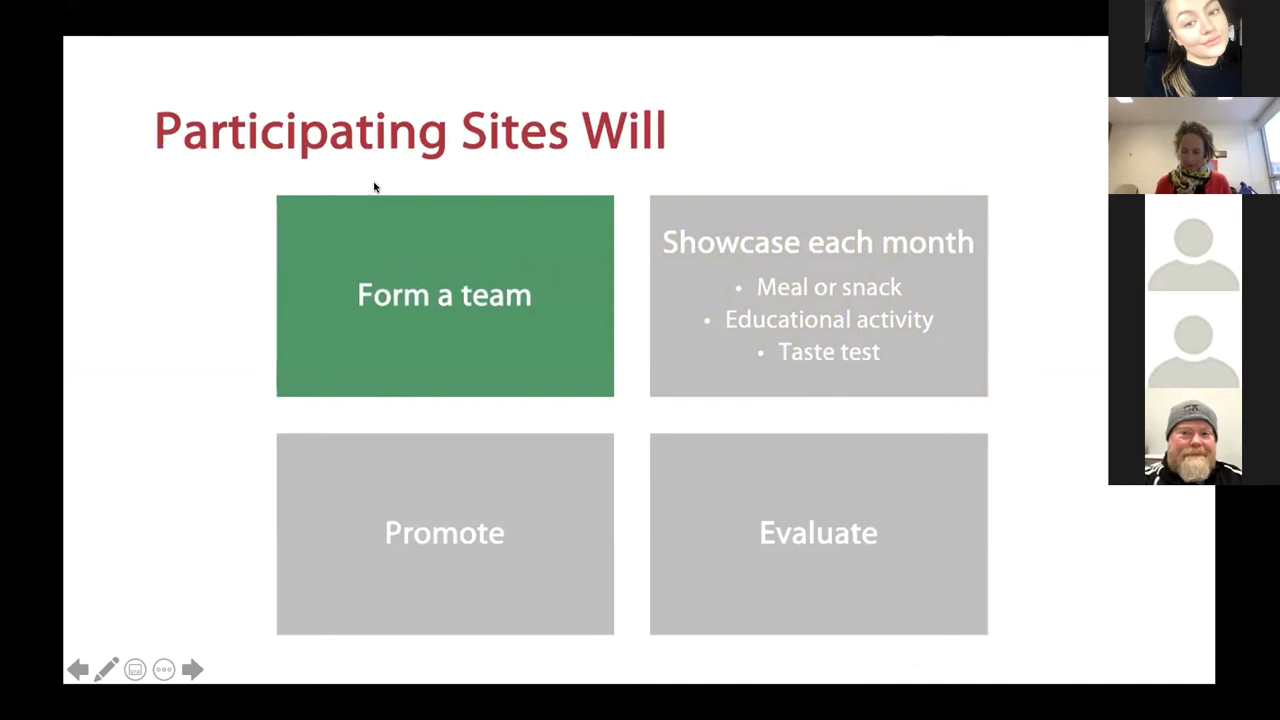 Participating Sites Will
Form a team
Showcase each month
• Meal or snack
• Educational activity
• Taste test
Promote
Evaluate